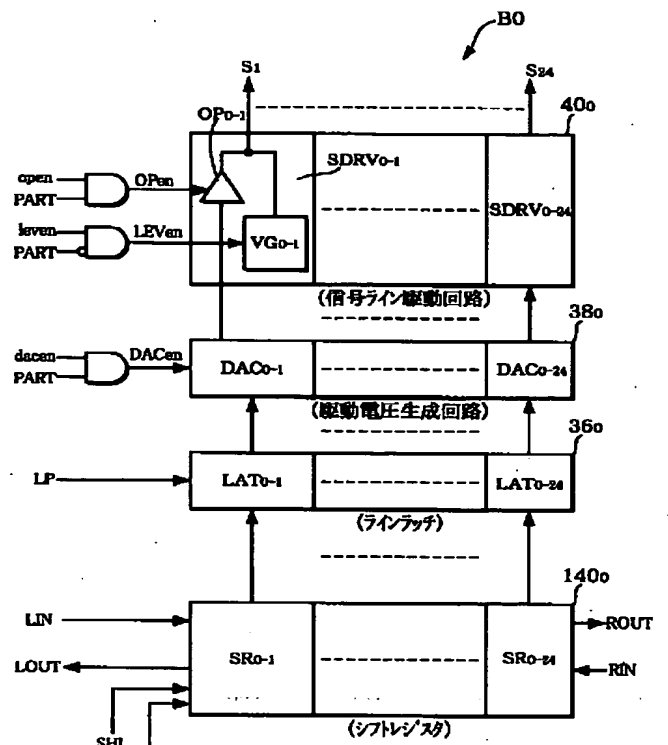 B0
S1
S24
OP0-1
40o
SDRV0-1
open
PART
OPen
SDRV0-24
leven
PART
LEVen
VG0-1
(信号ライン駆動回路)
38o
dacen
PART
DACen
DAC0-1
DAC0-24
(駆動電圧生成回路)
36o
LP
LAT0-1
LAT0-24
(ラインラッチ)
140o
LIN
ROUT
LOUT
SR0-1
SR0-24
RIN
SHL
(シフトレジスタ)